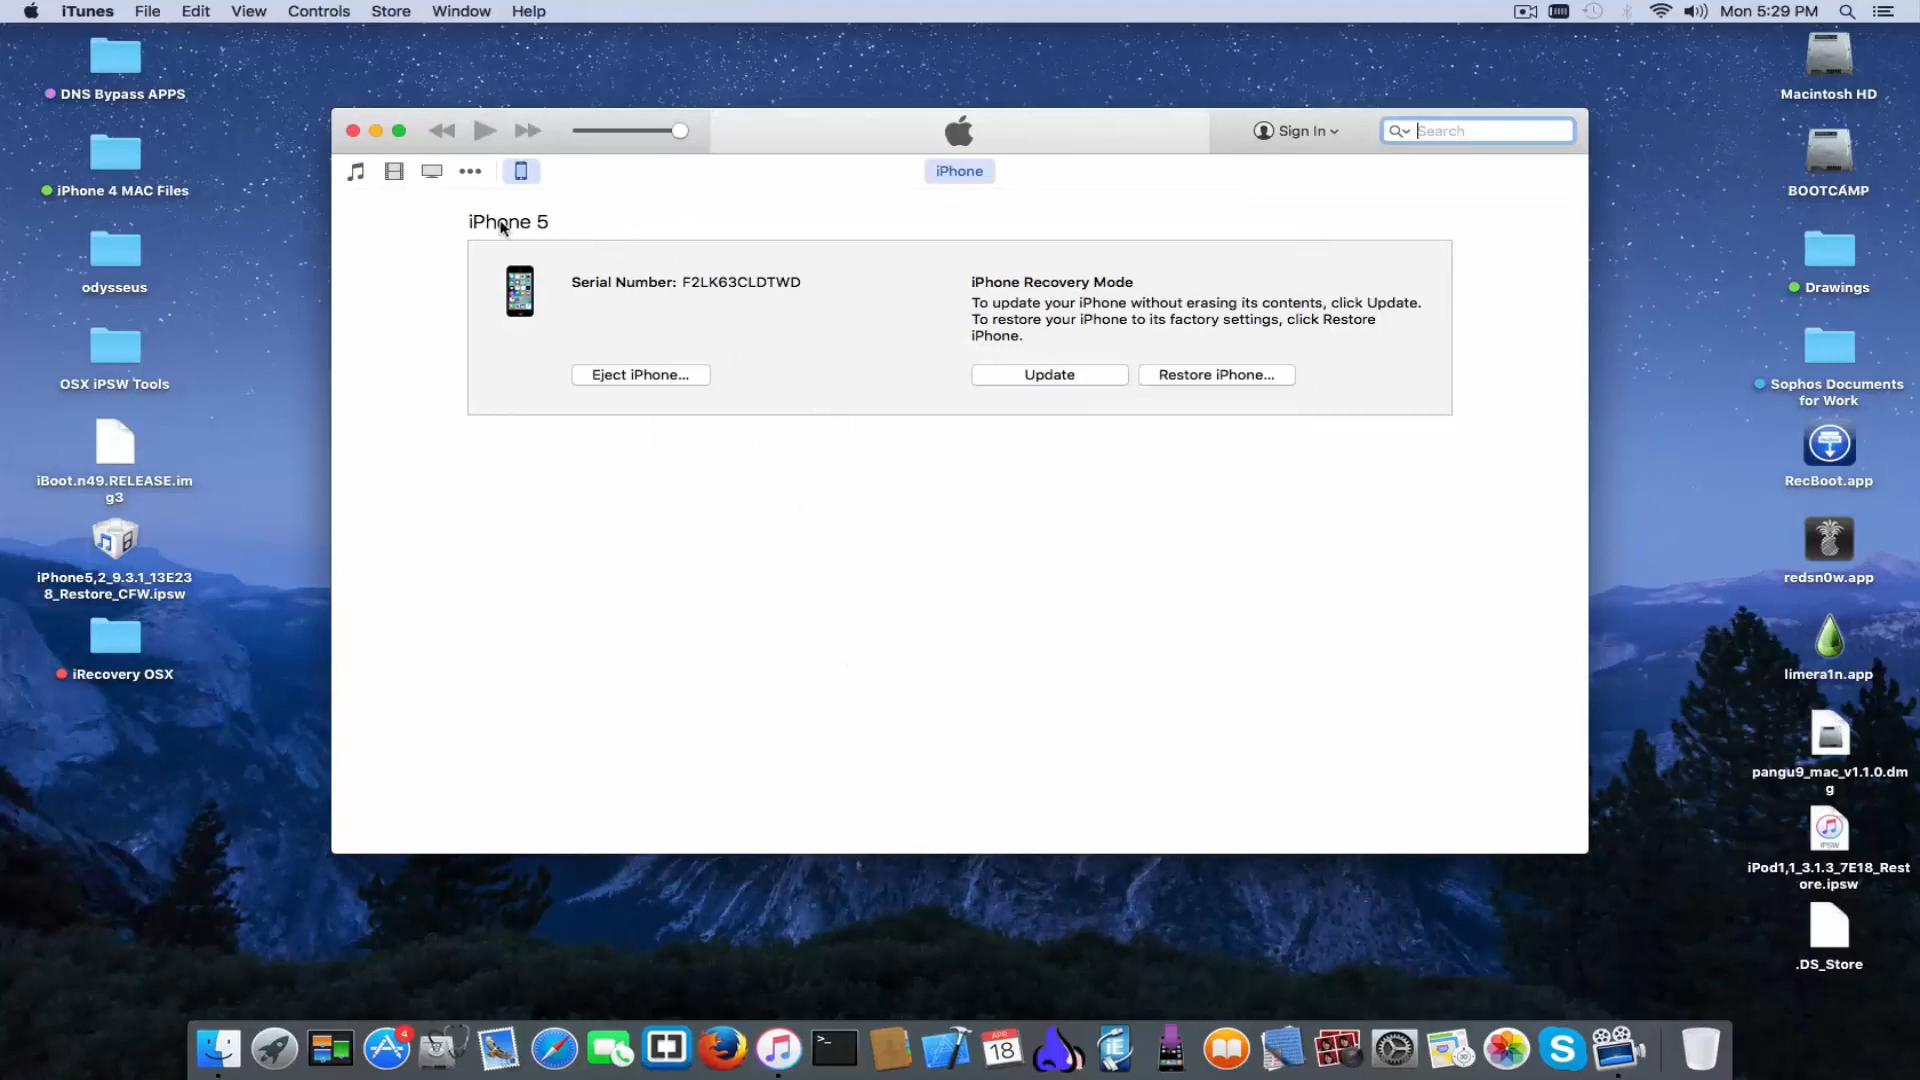 iTunes File Edit View Controls Store Window Help
Mon 5:29 PM
DNS Bypass APPS
iPhone 4 MAC Files
odysseus
OSX iPSW Tools
iBoot.n49.RELEASE.im
g3
iPhone5,2_9.3.1_13E23
8_Restore_CFW.ipsw
iRecovery OSX
Sign In
Search
iPhone
iPhone 5
Serial Number: F2LK63CLDTWD
Eject iPhone...
iPhone Recovery Mode
To update your iPhone without erasing its contents, click Update.
To restore your iPhone to its factory settings, click Restore
iPhone.
Update
Restore iPhone...
Macintosh HD
BOOTCAMP
Drawings
Sophos Documents
for Work
RecBoot.app
redsn0w.app
limera1n.app
pangu9_mac_v1.1.0.dm
g
IPSW
iPod1,1_3.1.3_7E18_Rest
ore.ipsw
.DS_Store
4
>_
APR
18
iE
S